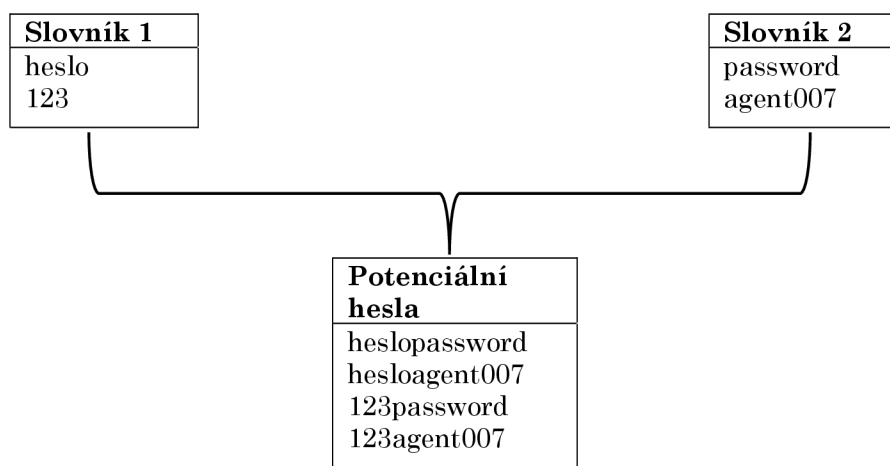 Slovník 1
heslo
123
Slovník 2
password
agent007
Potenciální
hesla
heslopassword
hesloagent007
123password
123agent007